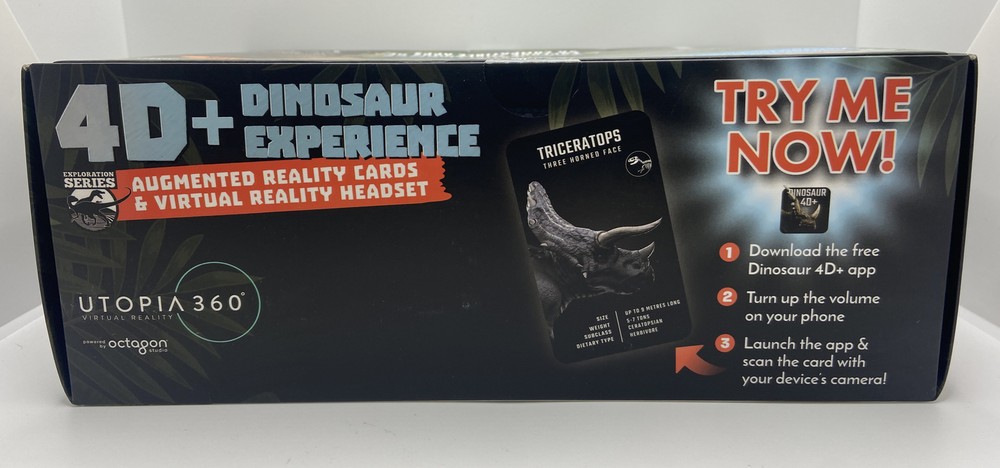 4D+ DINOSAUR
EXPERIENCE
EXPLORATION
SERIES
AUGMENTED REALITY CARDS
& VIRTUAL REALITY HEADSET
UTOPIA 360°
VIRTUAL REALITY
powered by octagon
studio
TRICERATOPS
THREE HORNED FACE
SIZE UP TO 9 METRES LONG
WEIGHT 5-7 TONS
SUBCLASS CERATOPSIAN
DIETARY TYPE HERBIVORE
TRY ME
NOW!
DINOSAUR
4D+
1 Download the free
Dinosaur 4D+ app
2 Turn up the volume
on your phone
3 Launch the app &
scan the card with
your device's camera!